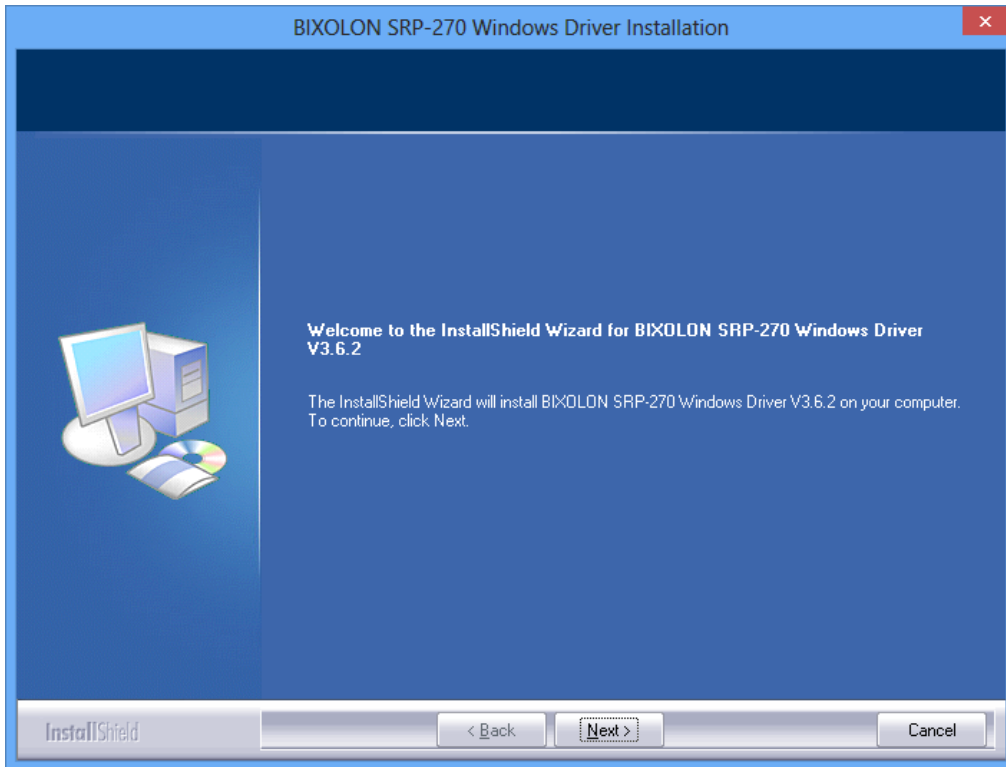 BIXOLON SRP-270 Windows Driver Installation
Welcome to the InstallShield Wizard for BIXOLON SRP-270 Windows Driver
V3.6.2
The InstallShield Wizard will install BIXOLON SRP-270 Windows Driver V3.6.2 on your computer.
To continue, click Next.
InstallShield
< Back
Next >
Cancel